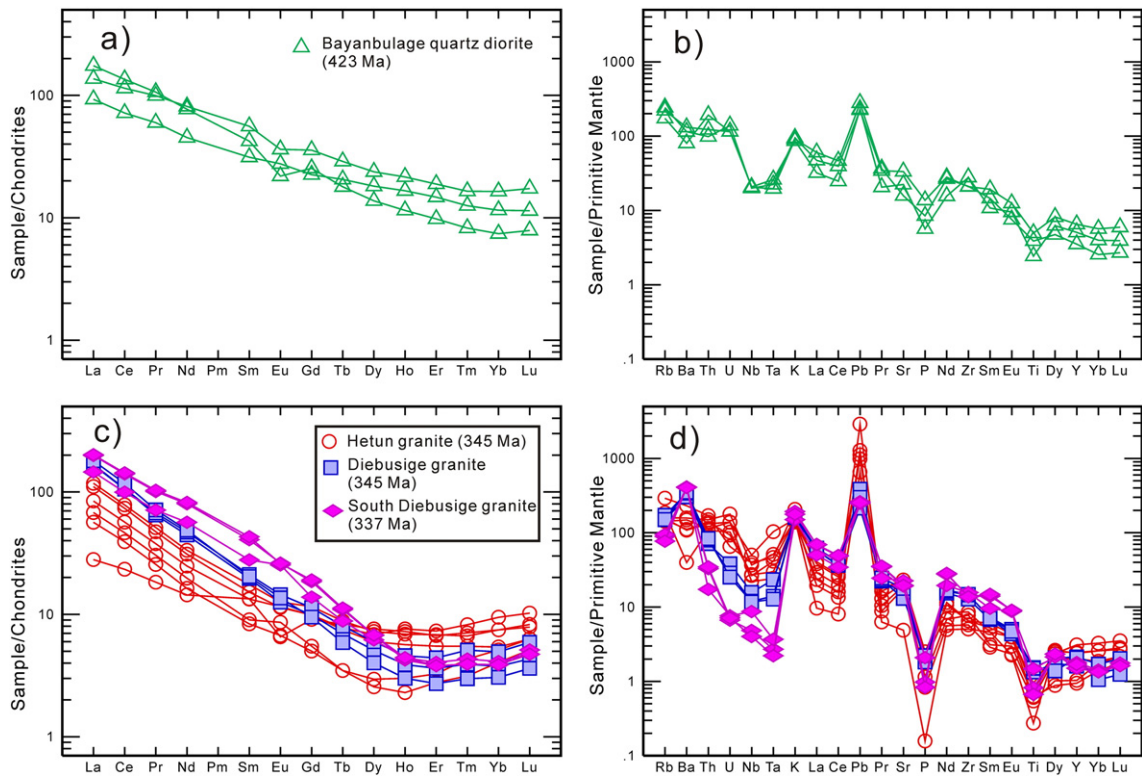 a)
Bayanbulage quartz diorite
(423 Ma)
Sample/Chondrites
100
10
1
La Ce Pr Nd Pm Sm Eu Gd Tb Dy Ho Er Tm Yb Lu
b)
Sample/Primitive Mantle
1000
100
10
1
.1
Rb Ba Th U Nb Ta K La Ce Pb Pr Sr P Nd Zr Sm Eu Ti Dy Y Yb Lu
c)
Hetun granite (345 Ma)
Diebusige granite
(345 Ma)
South Diebusige granite
(337 Ma)
Sample/Chondrites
100
10
1
La Ce Pr Nd Pm Sm Eu Gd Tb Dy Ho Er Tm Yb Lu
d)
Sample/Primitive Mantle
1000
100
10
1
.1
Rb Ba Th U Nb Ta K La Ce Pb Pr Sr P Nd Zr Sm Eu Ti Dy Y Yb Lu